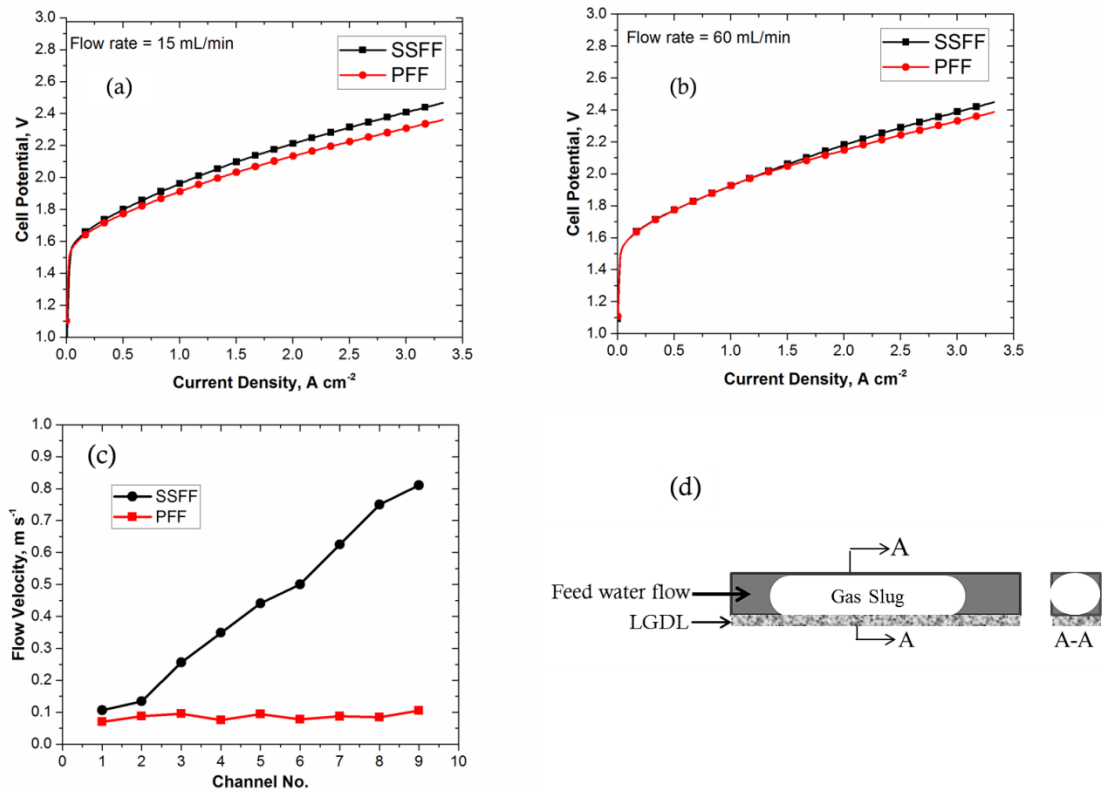 Flow rate = 15 mL/min
(a)
SSFF
PFF
Cell Potential, V
3.0
2.8
2.6
2.4
2.2
2.0
1.8
1.6
1.4
1.2
1.0
0.0 0.5 1.0 1.5 2.0 2.5 3.0 3.5
Current Density, A cm-2
Flow rate = 60 mL/min
(b)
SSFF
PFF
Cell Potential, V
3.0
2.8
2.6
2.4
2.2
2.0
1.8
1.6
1.4
1.2
1.0
0.0 0.5 1.0 1.5 2.0 2.5 3.0 3.5
Current Density, A cm-2
(c)
SSFF
PFF
Flow Velocity, m s-1
1.0
0.9
0.8
0.7
0.6
0.5
0.4
0.3
0.2
0.1
0.0
0 1 2 3 4 5 6 7 8 9 10
Channel No.
(d)
A
Feed water flow
Gas Slug
LGDL
A
A-A